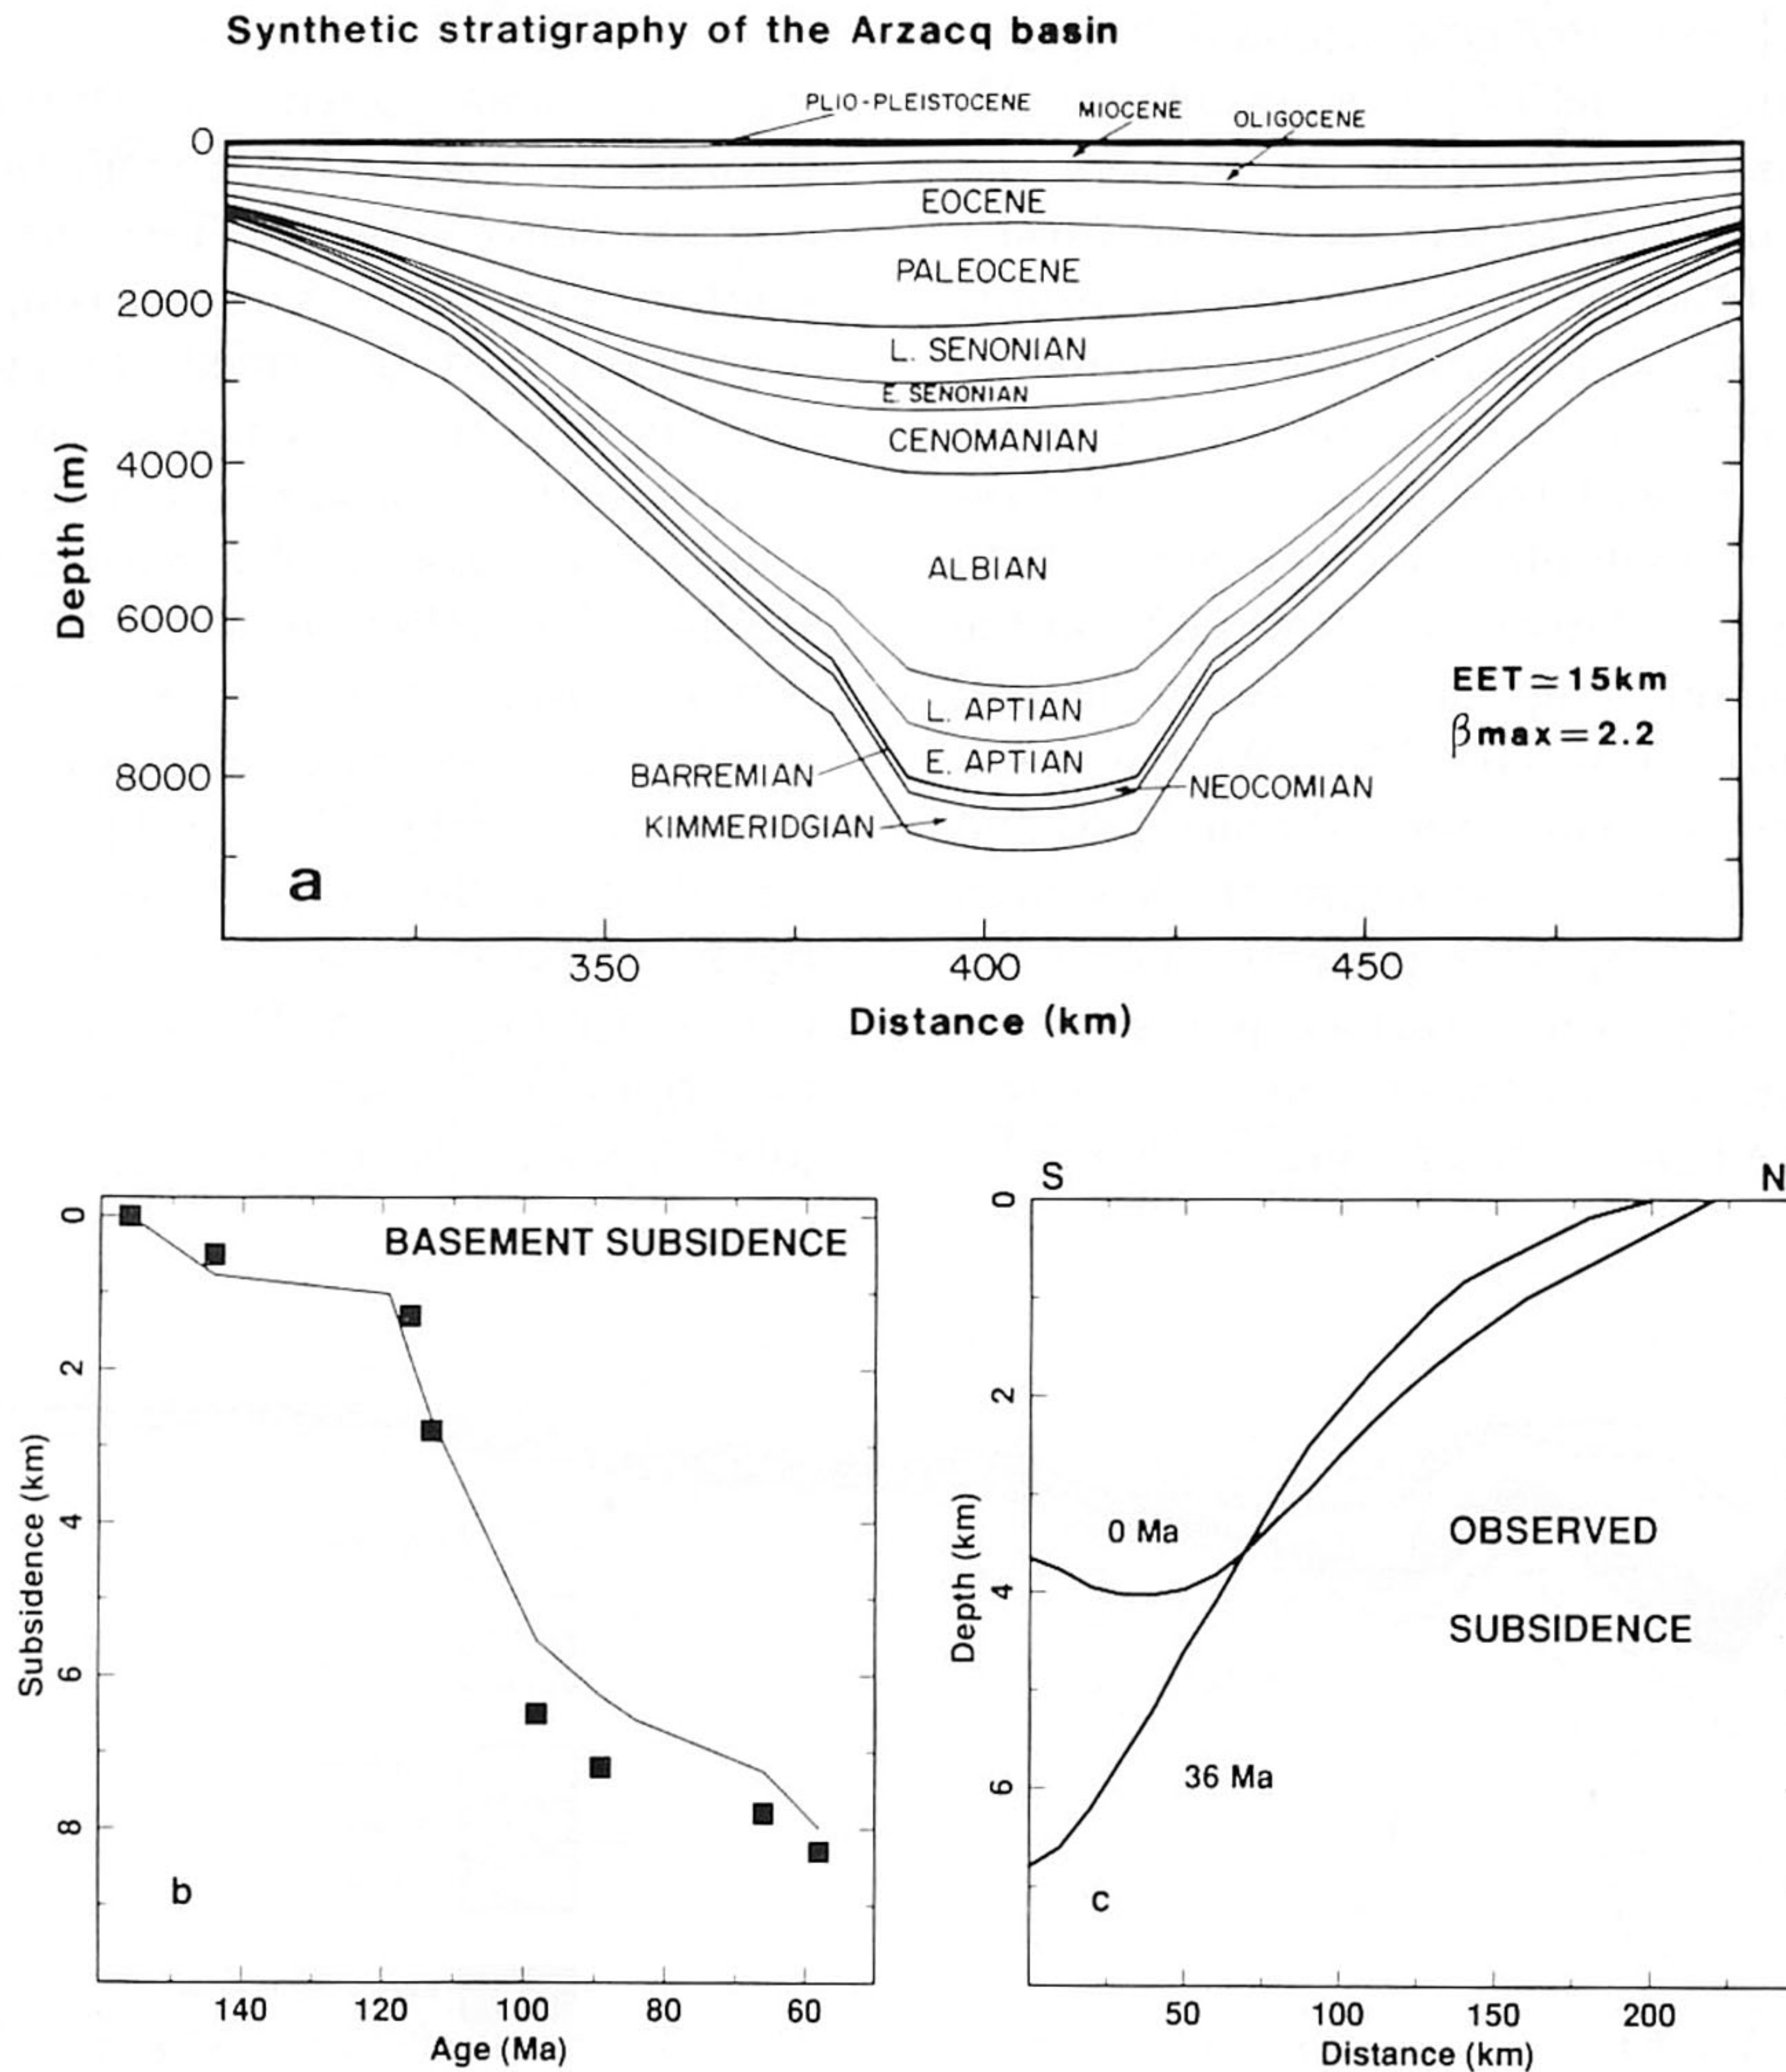 Synthetic stratigraphy of the Arzacq basin
PLIO-PLEISTOCENE
MIOCENE
OLIGOCENE
0
EOCENE
PALEOCENE
2000
L. SENONIAN
E. SENONIAN
CENOMANIAN
4000
Depth (m)
ALBIAN
6000
EET ≃ 15km
L. APTIAN
βmax = 2.2
E. APTIAN
BARREMIAN
8000
NEOCOMIAN
KIMMERIDGIAN
a
350 400 450
Distance (km)
S N
0
BASEMENT SUBSIDENCE
2
4
6
8
Subsidence (km)
b
140 120 100 80 60
Age (Ma)
0
2
4
6
Depth (km)
0 Ma
OBSERVED
SUBSIDENCE
36 Ma
c
50 100 150 200
Distance (km)